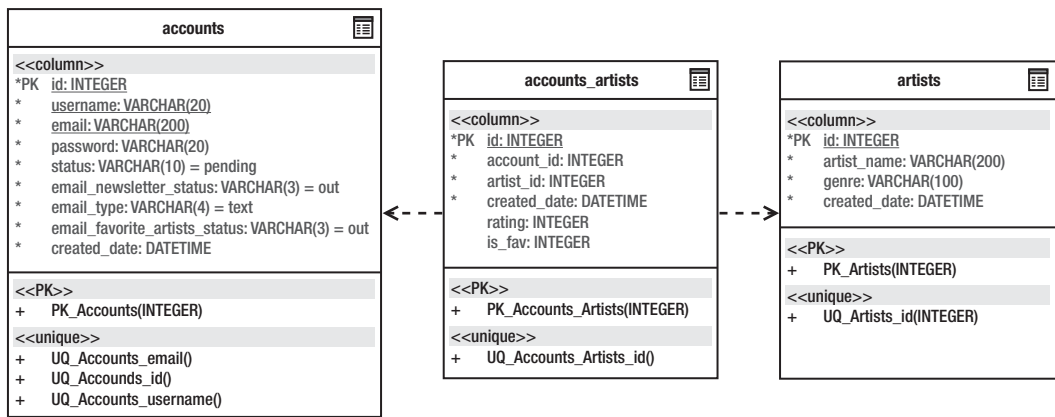 accounts
<<column>>
*PK id: INTEGER
* username: VARCHAR(20)
* email: VARCHAR(200)
* password: VARCHAR(20)
* status: VARCHAR(10) = pending
* email_newsletter_status: VARCHAR(3) = out
* email_type: VARCHAR(4) = text
* email_favorite_artists_status: VARCHAR(3) = out
* created_date: DATETIME
<<PK>>
+ PK_Accounts(INTEGER)
<<unique>>
+ UQ_Accounts_email()
+ UQ_Accounds_id()
+ UQ_Accounts_username()
accounts_artists
<<column>>
*PK id: INTEGER
* account_id: INTEGER
* artist_id: INTEGER
* created_date: DATETIME
rating: INTEGER
is_fav: INTEGER
<<PK>>
+ PK_Accounts_Artists(INTEGER)
<<unique>>
+ UQ_Accounts_Artists_id()
artists
<<column>>
*PK id: INTEGER
* artist_name: VARCHAR(200)
* genre: VARCHAR(100)
* created_date: DATETIME
<<PK>>
+ PK_Artists(INTEGER)
<<unique>>
+ UQ_Artists_id(INTEGER)